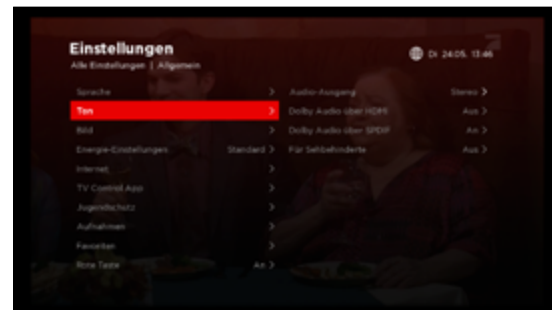 Einstellungen
Di 24.05. 13:46
Alle Einstellungen | Allgemein
Sprache >
Ton >
Bild >
Energie-Einstellungen Standard >
Internet >
TV Control App >
Jugendschutz >
Aufnahmen >
Favoriten >
Rote Taste An >
Audio-Ausgang Stereo >
Dolby Audio über HDMI Aus >
Dolby Audio über SPDIF An >
Für Sehbehinderte Aus >